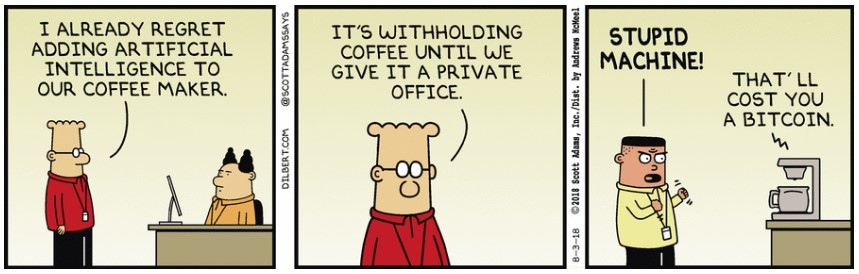 I ALREADY REGRET
ADDING ARTIFICIAL
INTELLIGENCE TO
OUR COFFEE MAKER.
DILBERT.COM @SCOTTADAMSSAYS
IT'S WITHHOLDING
COFFEE UNTIL WE
GIVE IT A PRIVATE
OFFICE.
8-3-18 ©2018 Scott Adams, Inc./Dist. by Andrews McMeel
STUPID
MACHINE!
THAT'LL
COST YOU
A BITCOIN.